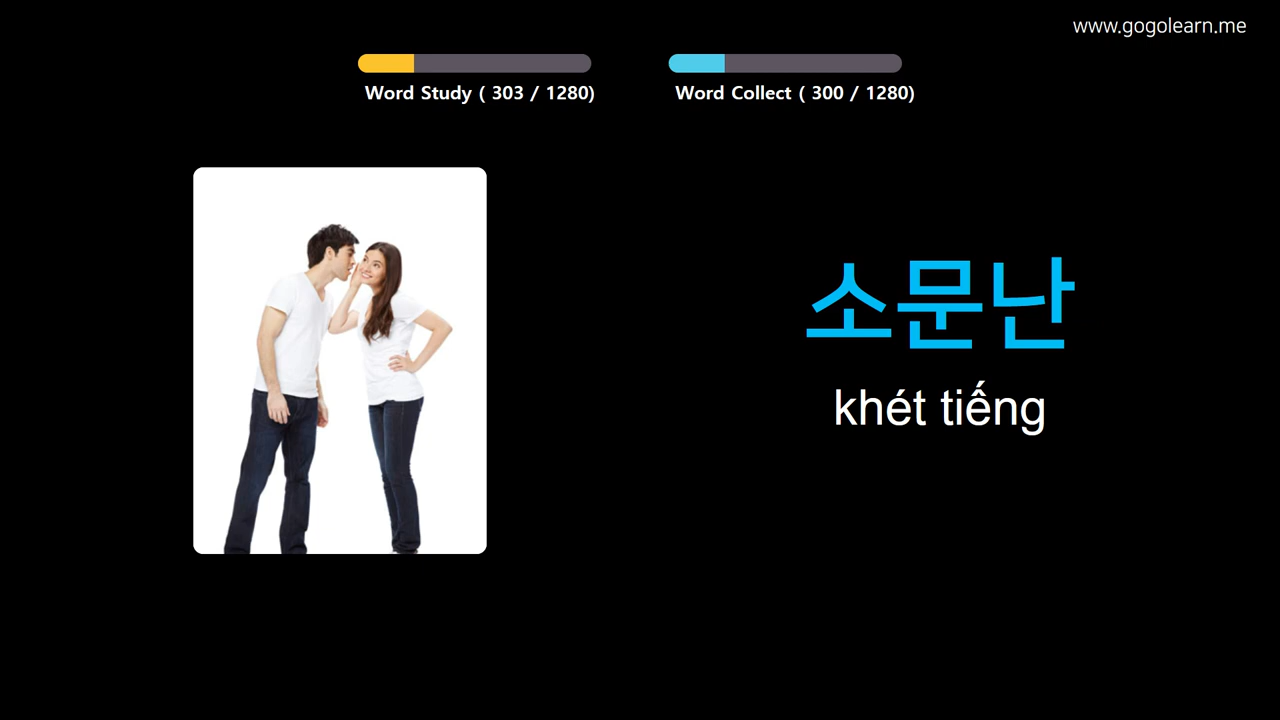 www.gogolearn.me
Word Study ( 303 / 1280)
Word Collect ( 300 / 1280)
소문난
khét tiếng